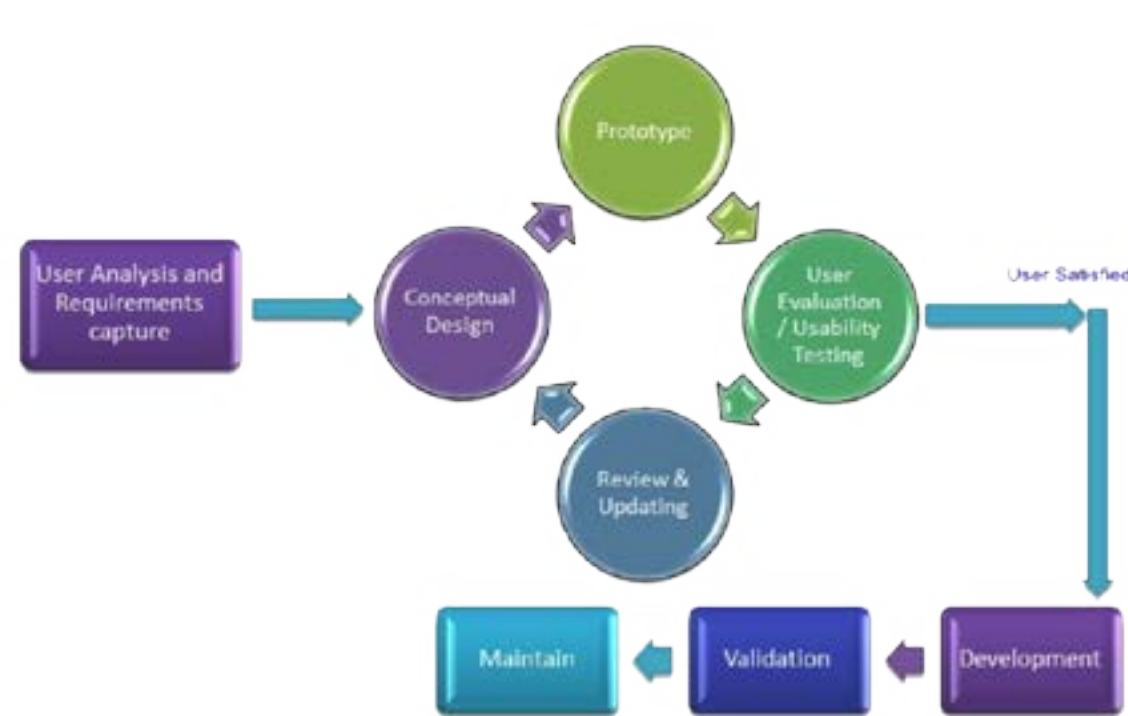 Prototype
User Analysis and
Requirements
capture
Conceptual
Design
User
Evaluation
/ Usability
Testing
User Satisfied
Review &
Updating
Maintain
Validation
Development